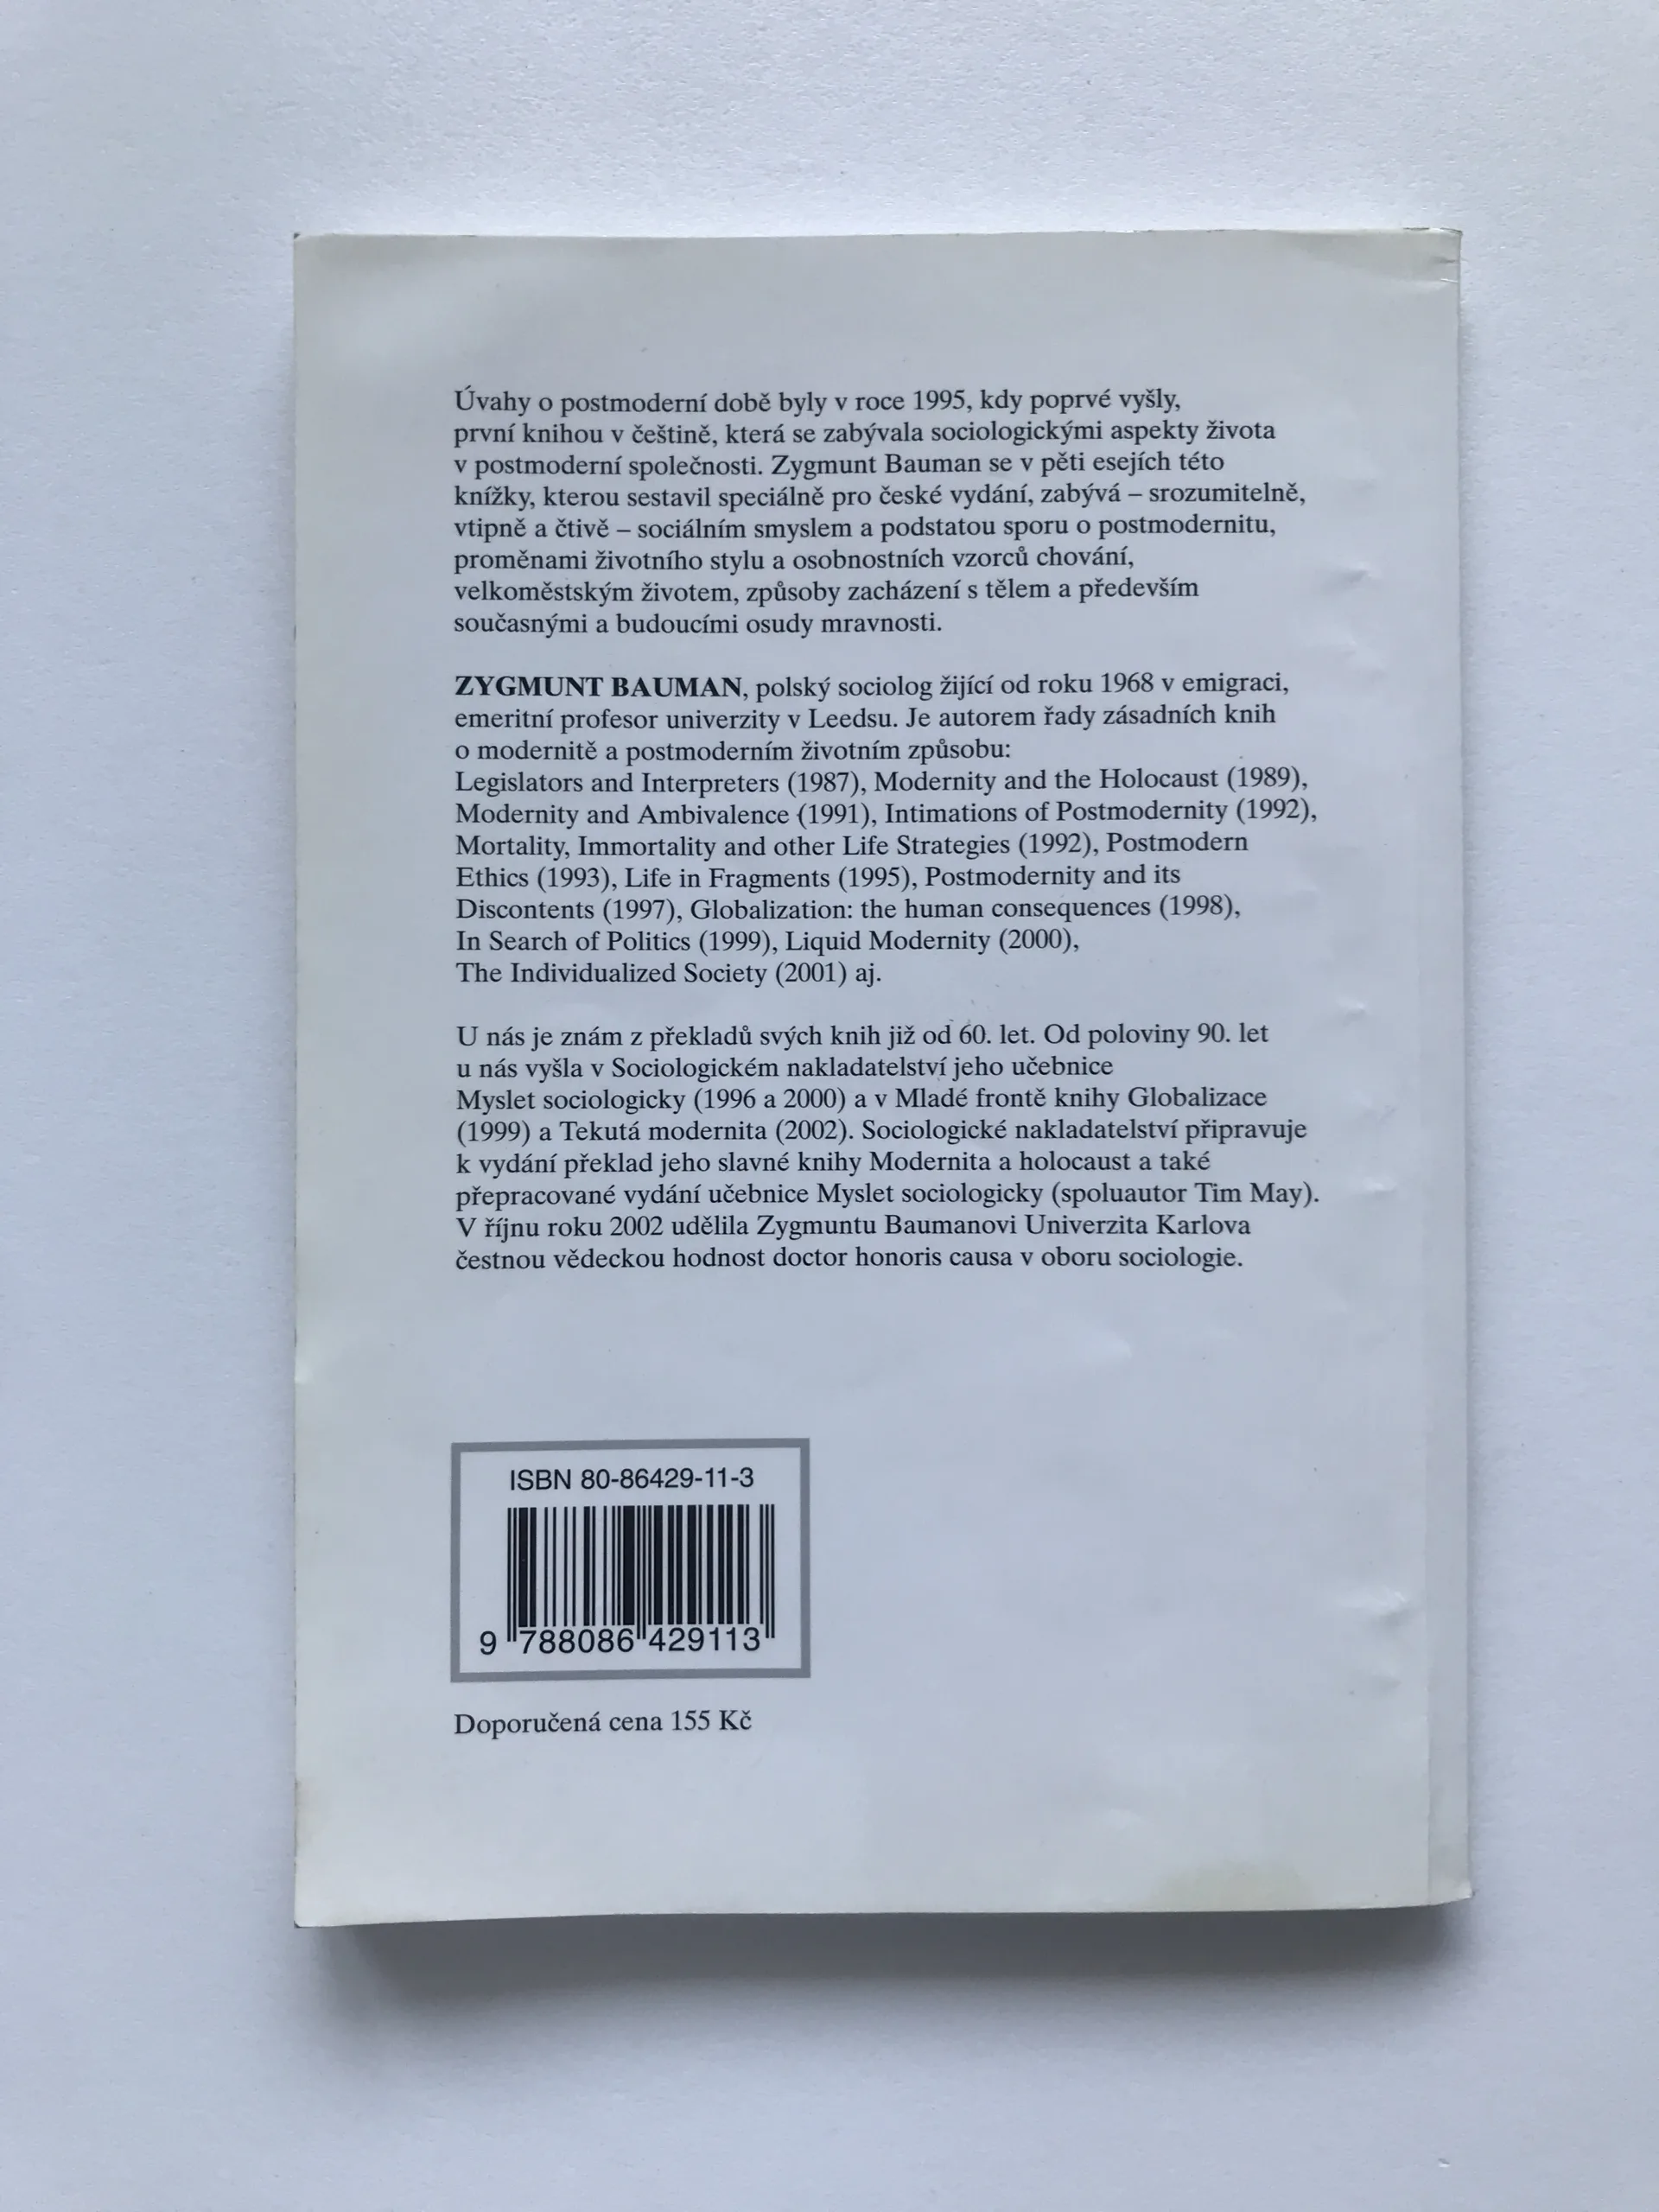 Úvahy o postmoderní době byly v roce 1995, kdy poprvé vyšly,
první knihou v češtině, která se zabývala sociologickými aspekty života
v postmoderní společnosti. Zygmunt Bauman se v pěti esejích této
knížky, kterou sestavil speciálně pro české vydání, zabývá – srozumitelně,
vtipně a čtivě – sociálním smyslem a podstatou sporu o postmodernitu,
proměnami životního stylu a osobnostních vzorců chování,
velkoměstským životem, způsoby zacházení s tělem a především
současnými a budoucími osudy mravnosti.
ZYGMUNT BAUMAN, polský sociolog žijící od roku 1968 v emigraci,
emeritní profesor univerzity v Leedsu. Je autorem řady zásadních knih
o modernitě a postmoderním životním způsobu:
Legislators and Interpreters (1987), Modernity and the Holocaust (1989),
Modernity and Ambivalence (1991), Intimations of Postmodernity (1992),
Mortality, Immortality and other Life Strategies (1992), Postmodern
Ethics (1993), Life in Fragments (1995), Postmodernity and its
Discontents (1997), Globalization: the human consequences (1998),
In Search of Politics (1999), Liquid Modernity (2000),
The Individualized Society (2001) aj.
U nás je znám z překladů svých knih již od 60. let. Od poloviny 90. let
u nás vyšla v Sociologickém nakladatelství jeho učebnice
Myslet sociologicky (1996 a 2000) a v Mladé frontě knihy Globalizace
(1999) a Tekutá modernita (2002). Sociologické nakladatelství připravuje
k vydání překlad jeho slavné knihy Modernita a holocaust a také
přepracované vydání učebnice Myslet sociologicky (spoluautor Tim May).
V říjnu roku 2002 udělila Zygmuntu Baumanovi Univerzita Karlova
čestnou vědeckou hodnost doctor honoris causa v oboru sociologie.
ISBN 80-86429-11-3
9 788086 429113
Doporučená cena 155 Kč